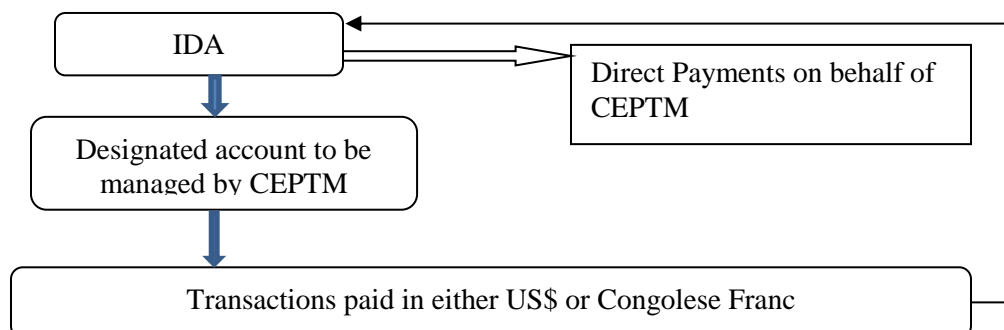 IDA
Direct Payments on behalf of
CEPTM
Designated account to be
managed by CEPTM
Transactions paid in either US$ or Congolese Franc